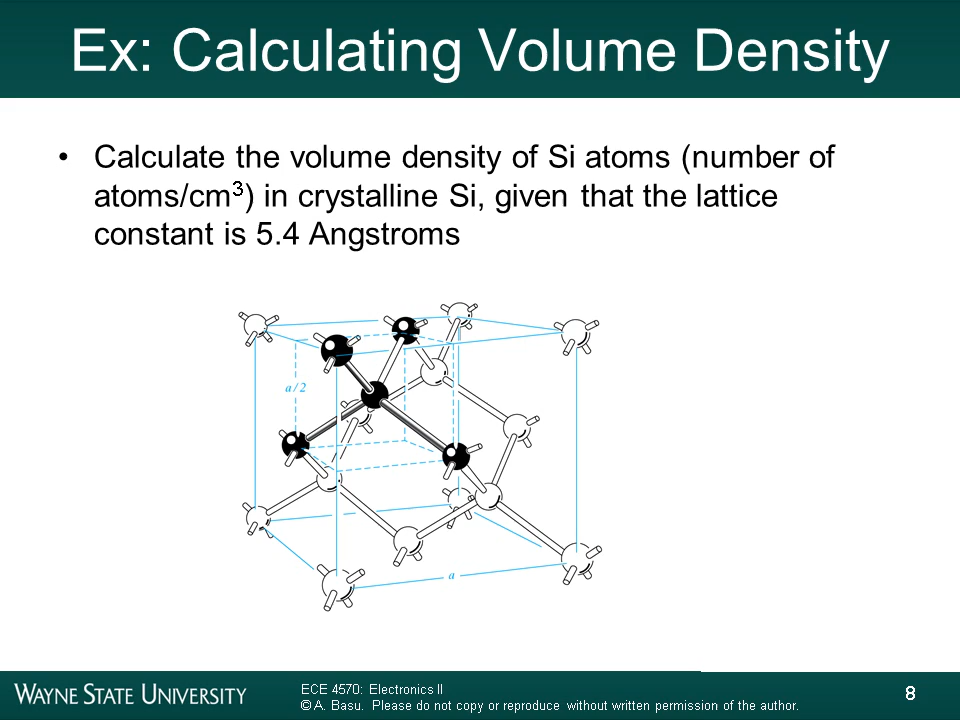 Ex: Calculating Volume Density
• Calculate the volume density of Si atoms (number of
atoms/cm³) in crystalline Si, given that the lattice
constant is 5.4 Angstroms
a/2
a
WAYNE STATE UNIVERSITY
ECE 4570: Electronics II
© A. Basu. Please do not copy or reproduce without written permission of the author.
8